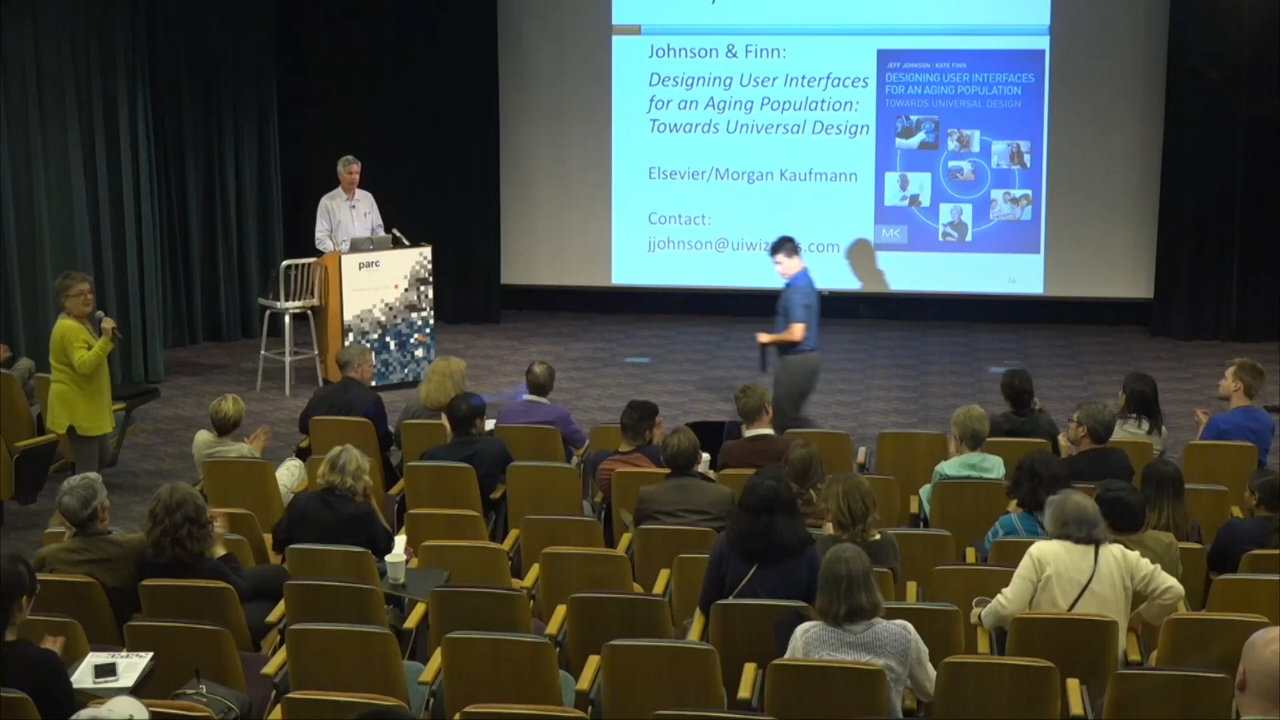 Johnson & Finn:
Designing User Interfaces
for an Aging Population:
Towards Universal Design
Elsevier/Morgan Kaufmann
Contact:
JEFF JOHNSON · KATE FINN
DESIGNING USER INTERFACES
FOR AN AGING POPULATION
TOWARDS UNIVERSAL DESIGN
MK
16
parc